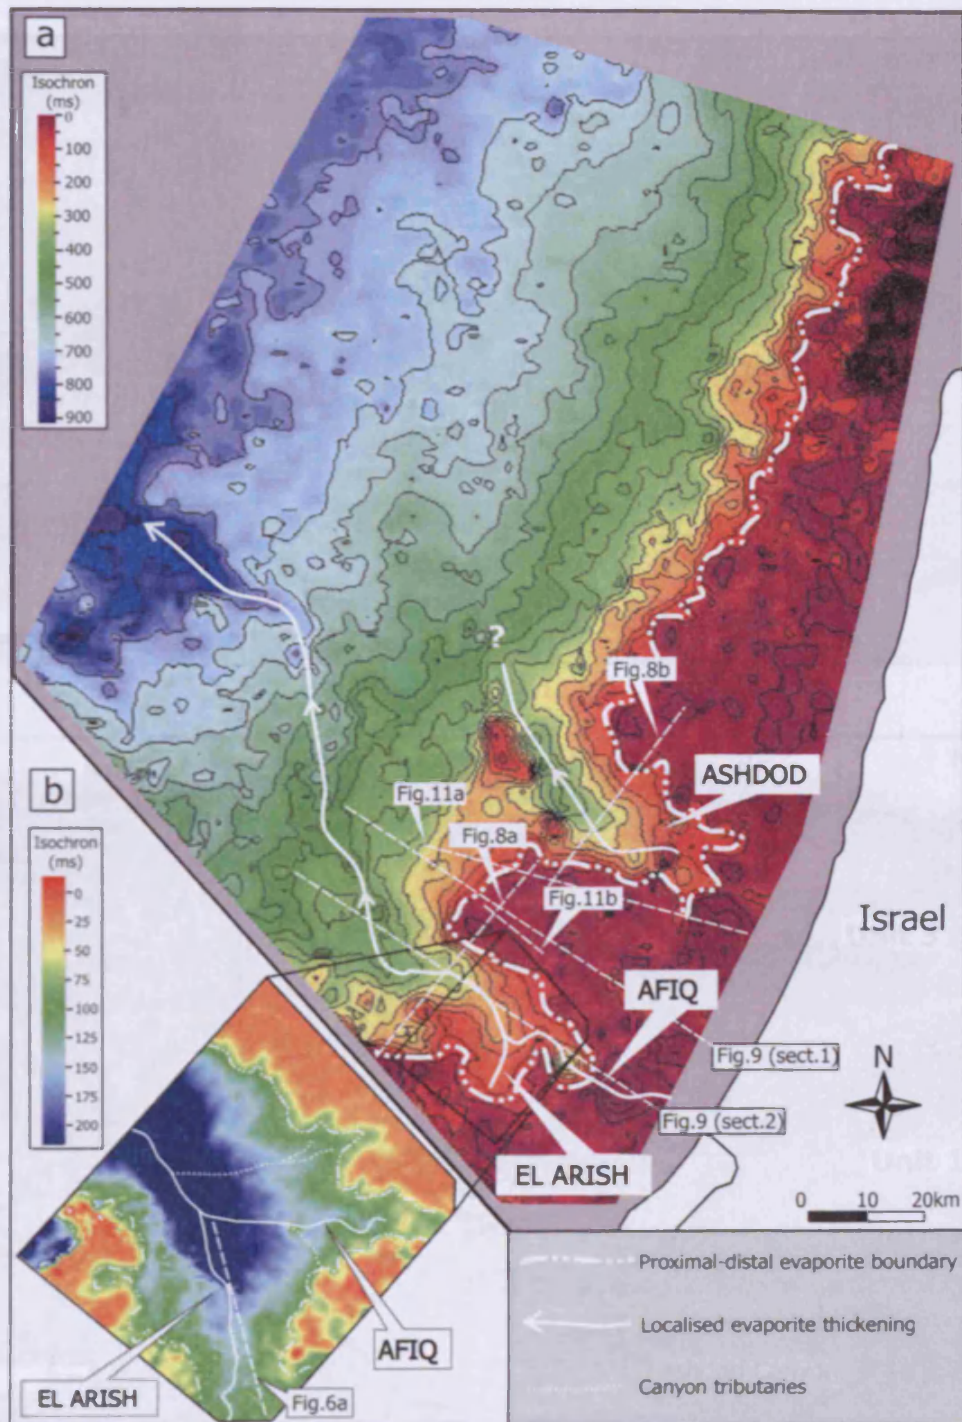 a
Isochron
(ms)
0
100
200
300
400
500
600
700
800
900
?
Fig.8b
ASHDOD
Fig.11a
Fig.8a
Fig.11b
Israel
AFIQ
Fig.9 (sect.1)
N
Fig.9 (sect.2)
EL ARISH
0 10 20km
b
Isochron
(ms)
0
25
50
75
100
125
150
175
200
AFIQ
EL ARISH
Fig.6a
Proximal-distal evaporite boundary
Localised evaporite thickening
Canyon tributaries